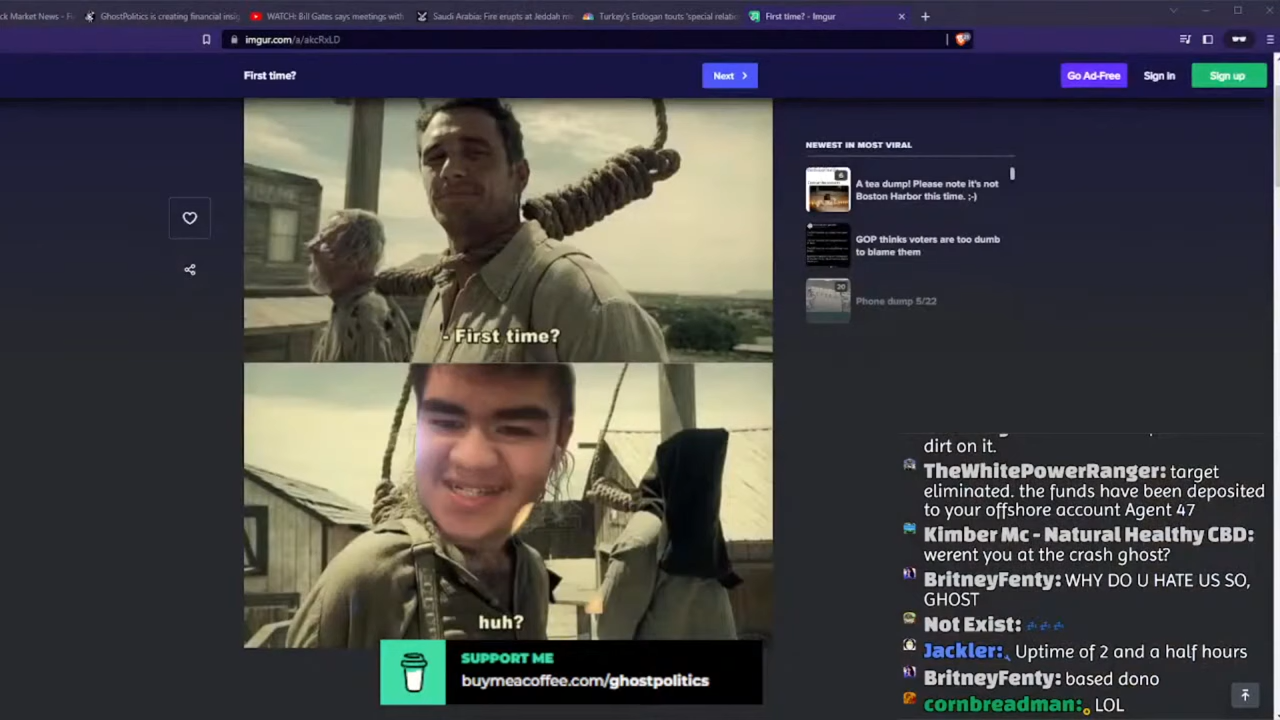 ck Market News - Fi
GhostPolitics is creating financial insig
WATCH: Bill Gates says meetings with
Saudi Arabia: Fire erupts at Jeddah m
Turkey's Erdogan touts 'special relati
First time? - Imgur
imgur.com/a/akcRxLD
First time?
Next
Go Ad-Free
Sign in
Sign up
NEWEST IN MOST VIRAL
6
A tea dump! Please note it's not
Boston Harbor this time. ;-)
GOP thinks voters are too dumb
to blame them
20
Phone dump 5/22
- First time?
huh?
SUPPORT ME
buymeacoffee.com/ghostpolitics
dirt on it.
TheWhitePowerRanger: target
eliminated. the funds have been deposited
to your offshore account Agent 47
Kimber Mc - Natural Healthy CBD:
werent you at the crash ghost?
BritneyFenty: WHY DO U HATE US SO,
GHOST
Not Exist:
Jackler: Uptime of 2 and a half hours
BritneyFenty: based dono
cornbreadman: LOL